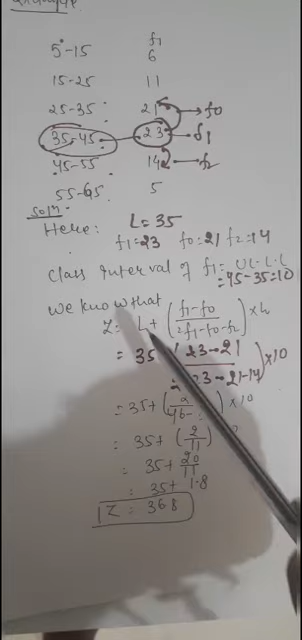 Example
fi
5-15 6
15-25 11
25-35 21 → f0
35-45 23 → f1
45-55 14 → f2
55-65 5
Soln
Here: L=35
f1=23 f0=21 f2=14
Class interval of f1= U.L-L.L
=45-35=10
We know that
Z= L+ (f1-f0 / 2f1-f0-f2) × h
= 35 (23-21 / 23-21-14) ×10
= 35+ (2 / 46- ×10
= 35+ (2/11)
= 35+ 20/11
= 35+ 1.8
Z = 36.8